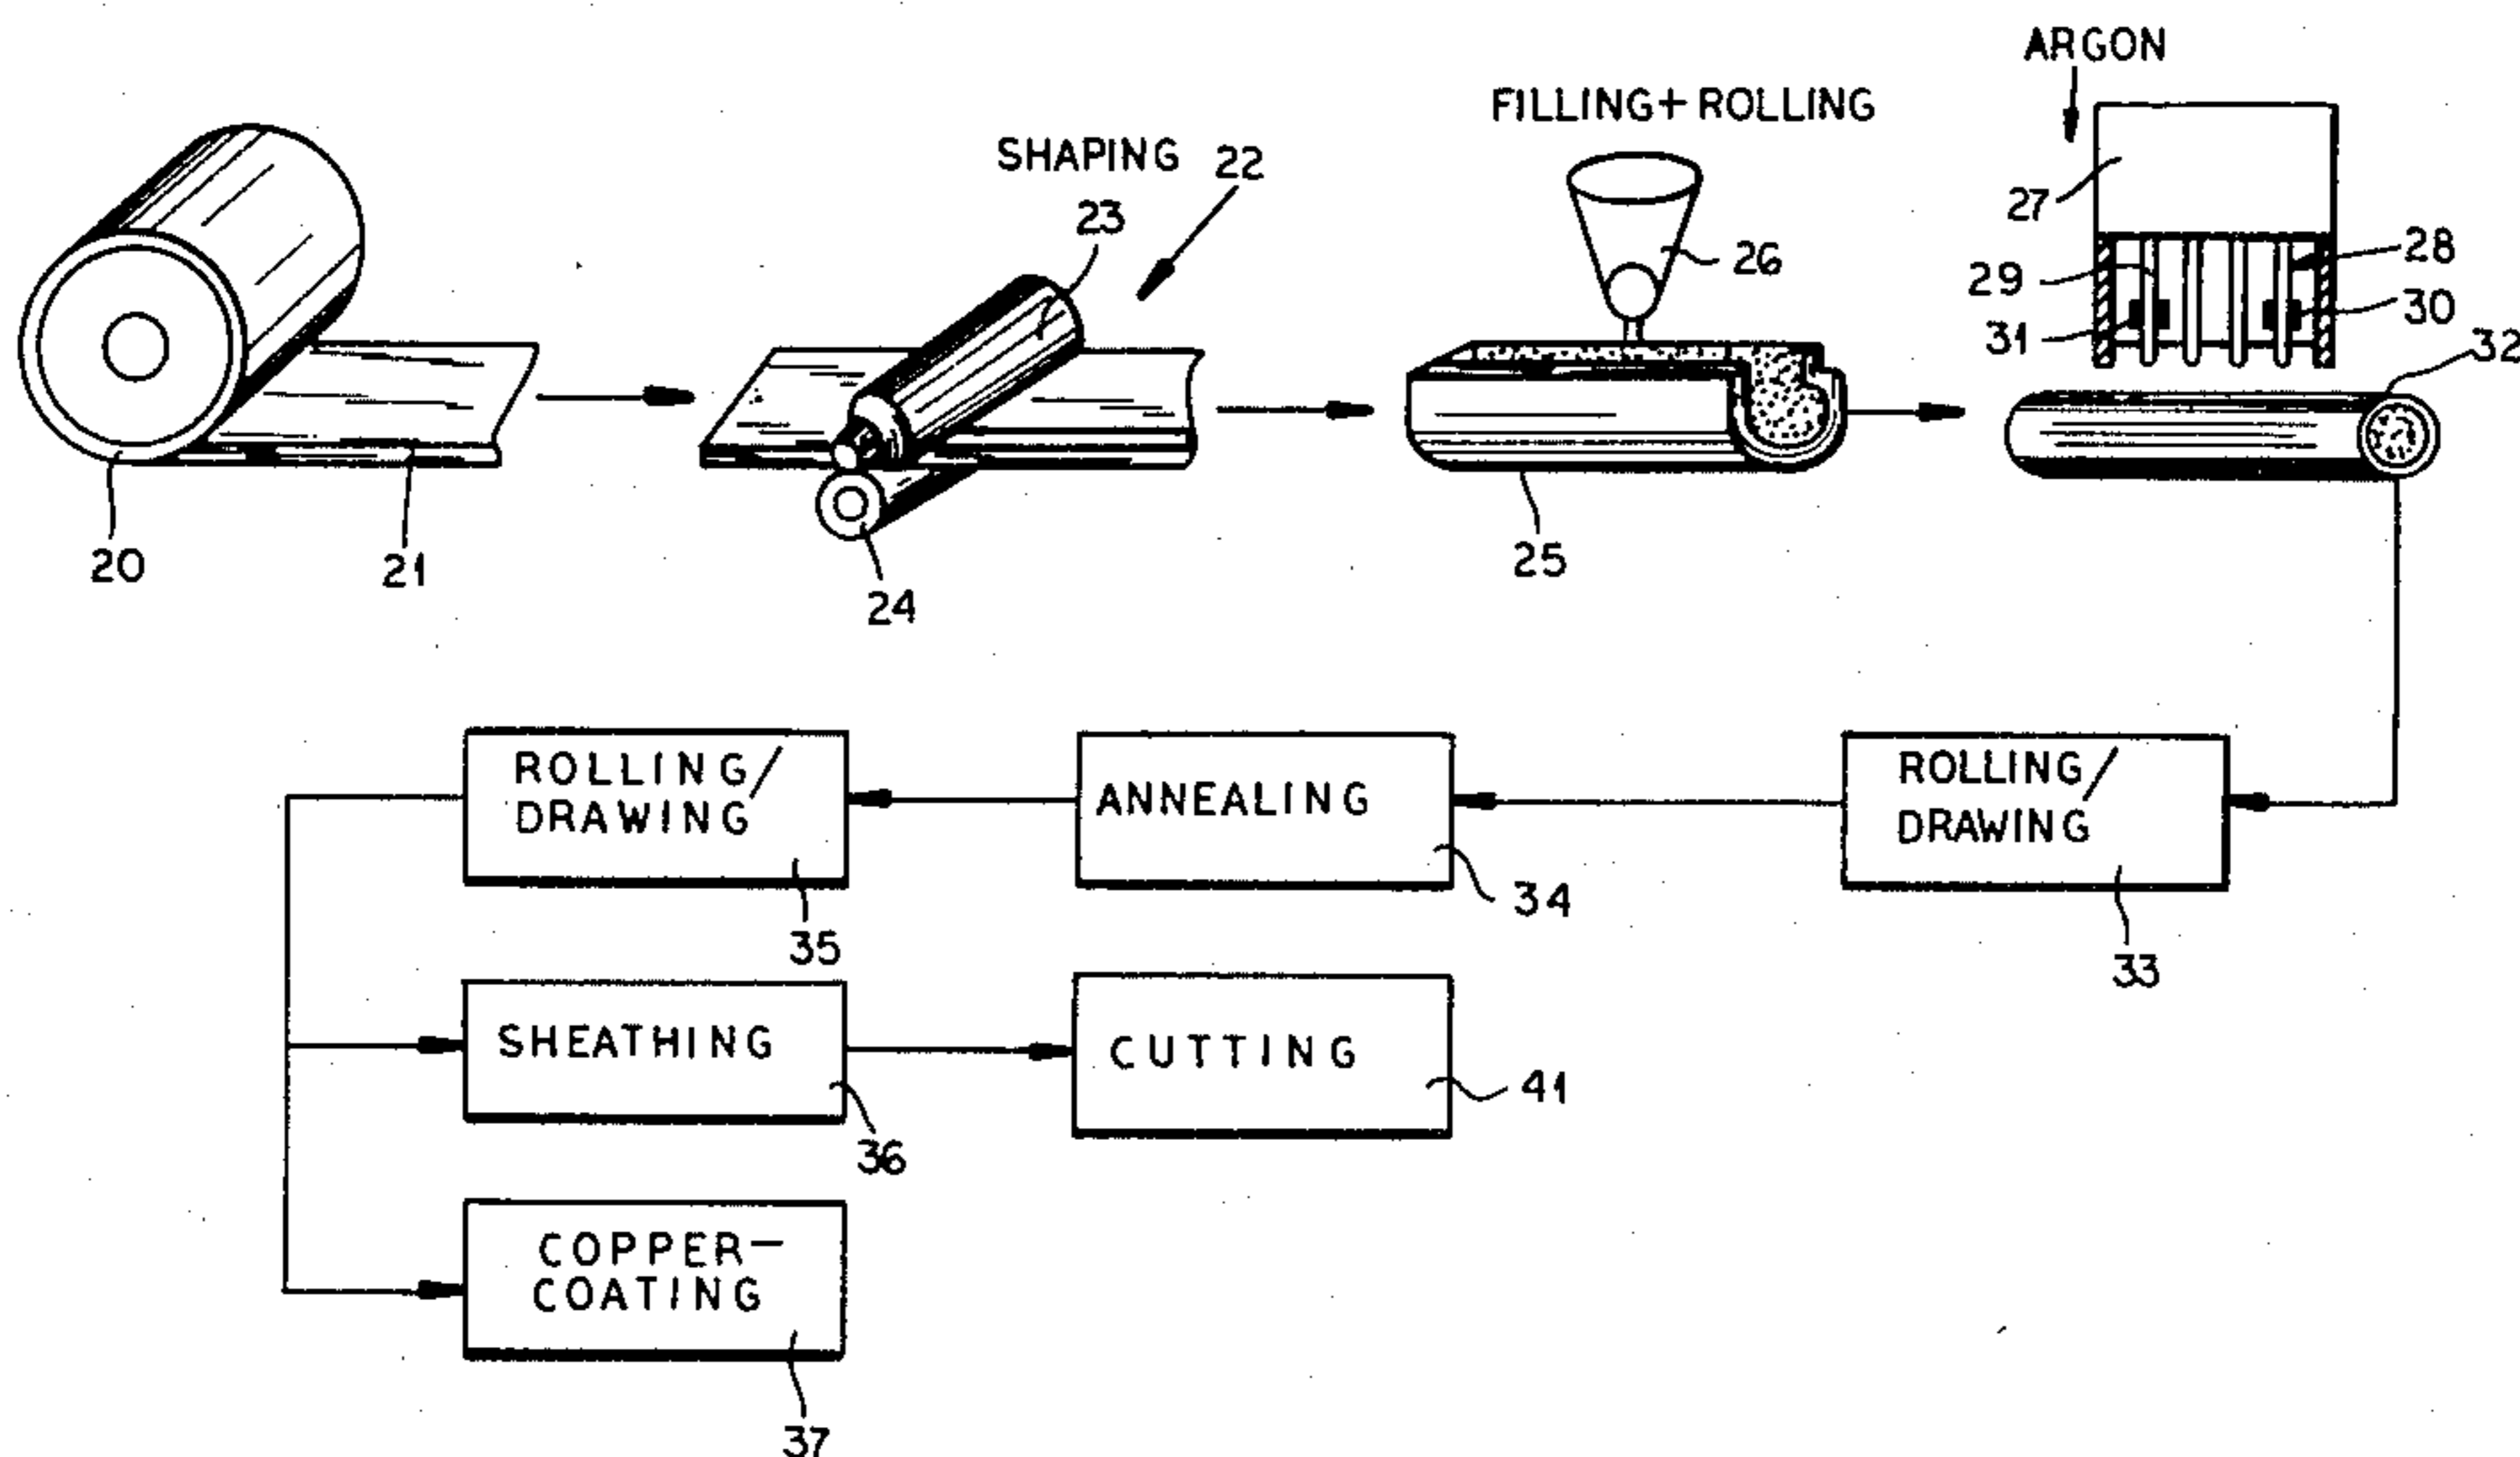 ARGON
FILLING+ROLLING
SHAPING 22
23
26
27
28
29
30
31
32
20
21
24
25
ROLLING/
DRAWING
35
ANNEALING
34
ROLLING/
DRAWING
33
SHEATHING
36
CUTTING
41
COPPER-
COATING
37